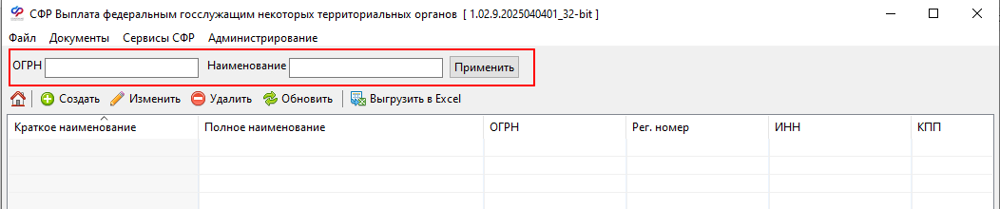 СФР Выплата федеральным госслужащим некоторых территориальных органов [ 1.02.9.2025040401_32-bit ]
Файл Документы Сервисы СФР Администрирование
ОГРН Наименование Применить
Создать Изменить Удалить Обновить Выгрузить в Excel
Краткое наименование Полное наименование ОГРН Рег. номер ИНН КПП